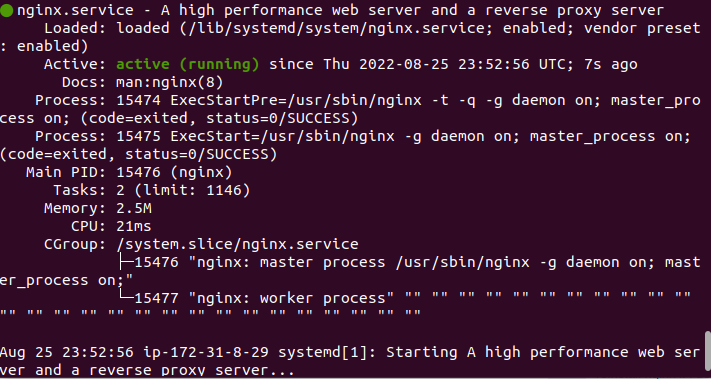 ●nginx.service - A high performance web server and a reverse proxy server
Loaded: loaded (/lib/systemd/system/nginx.service; enabled; vendor preset
: enabled)
Active: active (running) since Thu 2022-08-25 23:52:56 UTC; 7s ago
Docs: man:nginx(8)
Process: 15474 ExecStartPre=/usr/sbin/nginx -t -q -g daemon on; master_pro
cess on; (code=exited, status=0/SUCCESS)
Process: 15475 ExecStart=/usr/sbin/nginx -g daemon on; master_process on;
(code=exited, status=0/SUCCESS)
Main PID: 15476 (nginx)
Tasks: 2 (limit: 1146)
Memory: 2.5M
CPU: 21ms
CGroup: /system.slice/nginx.service
├─15476 "nginx: master process /usr/sbin/nginx -g daemon on; mast
er_process on;"
└─15477 "nginx: worker process" "" "" "" "" "" "" "" "" "" "" ""
"" "" "" "" "" "" "" "" "" "" "" "" "" "" "" ""
Aug 25 23:52:56 ip-172-31-8-29 systemd[1]: Starting A high performance web ser
ver and a reverse proxy server...